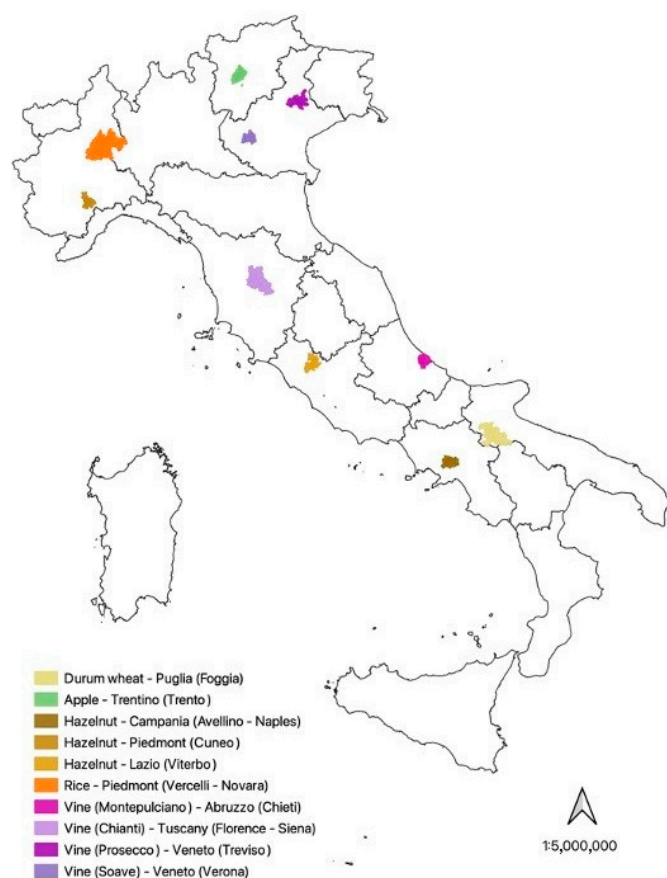 Durum wheat - Puglia (Foggia)
Apple - Trentino (Trento)
Hazelnut - Campania (Avellino - Naples)
Hazelnut - Piedmont (Cuneo)
Hazelnut - Lazio (Viterbo)
Rice - Piedmont (Vercelli - Novara)
Vine (Montepulciano) - Abruzzo (Chieti)
Vine (Chianti) - Tuscany (Florence - Siena)
Vine (Prosecco) - Veneto (Treviso)
Vine (Soave) - Veneto (Verona)
1:5,000,000